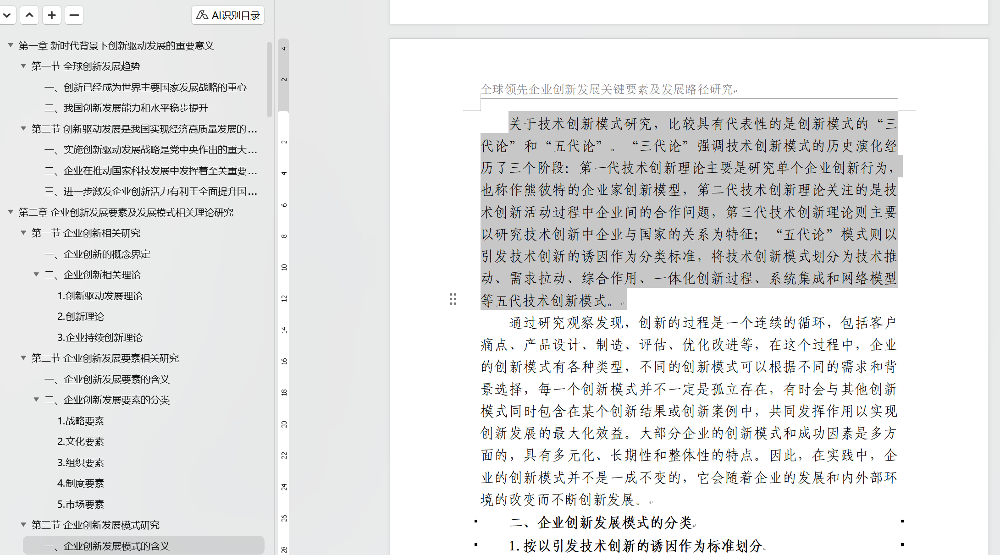 AI识别目录
第一章 新时代背景下创新驱动发展的重要意义
第一节 全球创新发展趋势
一、创新已经成为世界主要国家发展战略的重心
二、我国创新发展能力和水平稳步提升
第二节 创新驱动发展是我国实现经济高质量发展的...
一、实施创新驱动发展战略是党中央作出的重大...
二、企业在推动国家科技发展中发挥着至关重要...
三、进一步激发企业创新活力有利于全面提升国...
第二章 企业创新发展要素及发展模式相关理论研究
第一节 企业创新相关研究
一、企业创新的概念界定
二、企业创新相关理论
1.创新驱动发展理论
2.创新理论
3.企业持续创新理论
第二节 企业创新发展要素相关研究
一、企业创新发展要素的含义
二、企业创新发展要素的分类
1.战略要素
2.文化要素
3.组织要素
4.制度要素
5.市场要素
第三节 企业创新发展模式研究
一、企业创新发展模式的含义
4
2
2
4
6
8
10
12
14
16
18
20
22
24
26
28
全球领先企业创新发展关键要素及发展路径研究
关于技术创新模式研究，比较具有代表性的是创新模式的“三
代论”和“五代论”。“三代论”强调技术创新模式的历史演化经
历了三个阶段：第一代技术创新理论主要是研究单个企业创新行为，
也称作熊彼特的企业家创新模型，第二代技术创新理论关注的是技
术创新活动过程中企业间的合作问题，第三代技术创新理论则主要
以研究技术创新中企业与国家的关系为特征；“五代论”模式则以
引发技术创新的诱因作为分类标准，将技术创新模式划分为技术推
动、需求拉动、综合作用、一体化创新过程、系统集成和网络模型
等五代技术创新模式。
通过研究观察发现，创新的过程是一个连续的循环，包括客户
痛点、产品设计、制造、评估、优化改进等，在这个过程中，企业
的创新模式有各种类型，不同的创新模式可以根据不同的需求和背
景选择，每一个创新模式并不一定是孤立存在，有时会与其他创新
模式同时包含在某个创新结果或创新案例中，共同发挥作用以实现
创新发展的最大化效益。大部分企业的创新模式和成功因素是多方
面的，具有多元化、长期性和整体性的特点。因此，在实践中，企
业的创新模式并不是一成不变的，它会随着企业的发展和内外部环
境的改变而不断创新发展。
二、企业创新发展模式的分类
1.按以引发技术创新的诱因作为标准划分